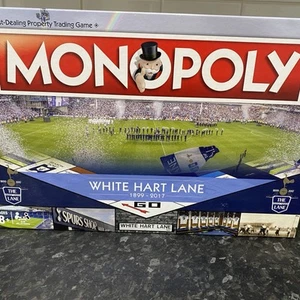 st-Dealing Property Trading Game
MONOPOLY
WHITE HART LANE
1899 - 2017
THE LANE
GO
THE LANE
SPURS SHOP
WHITE HART LANE